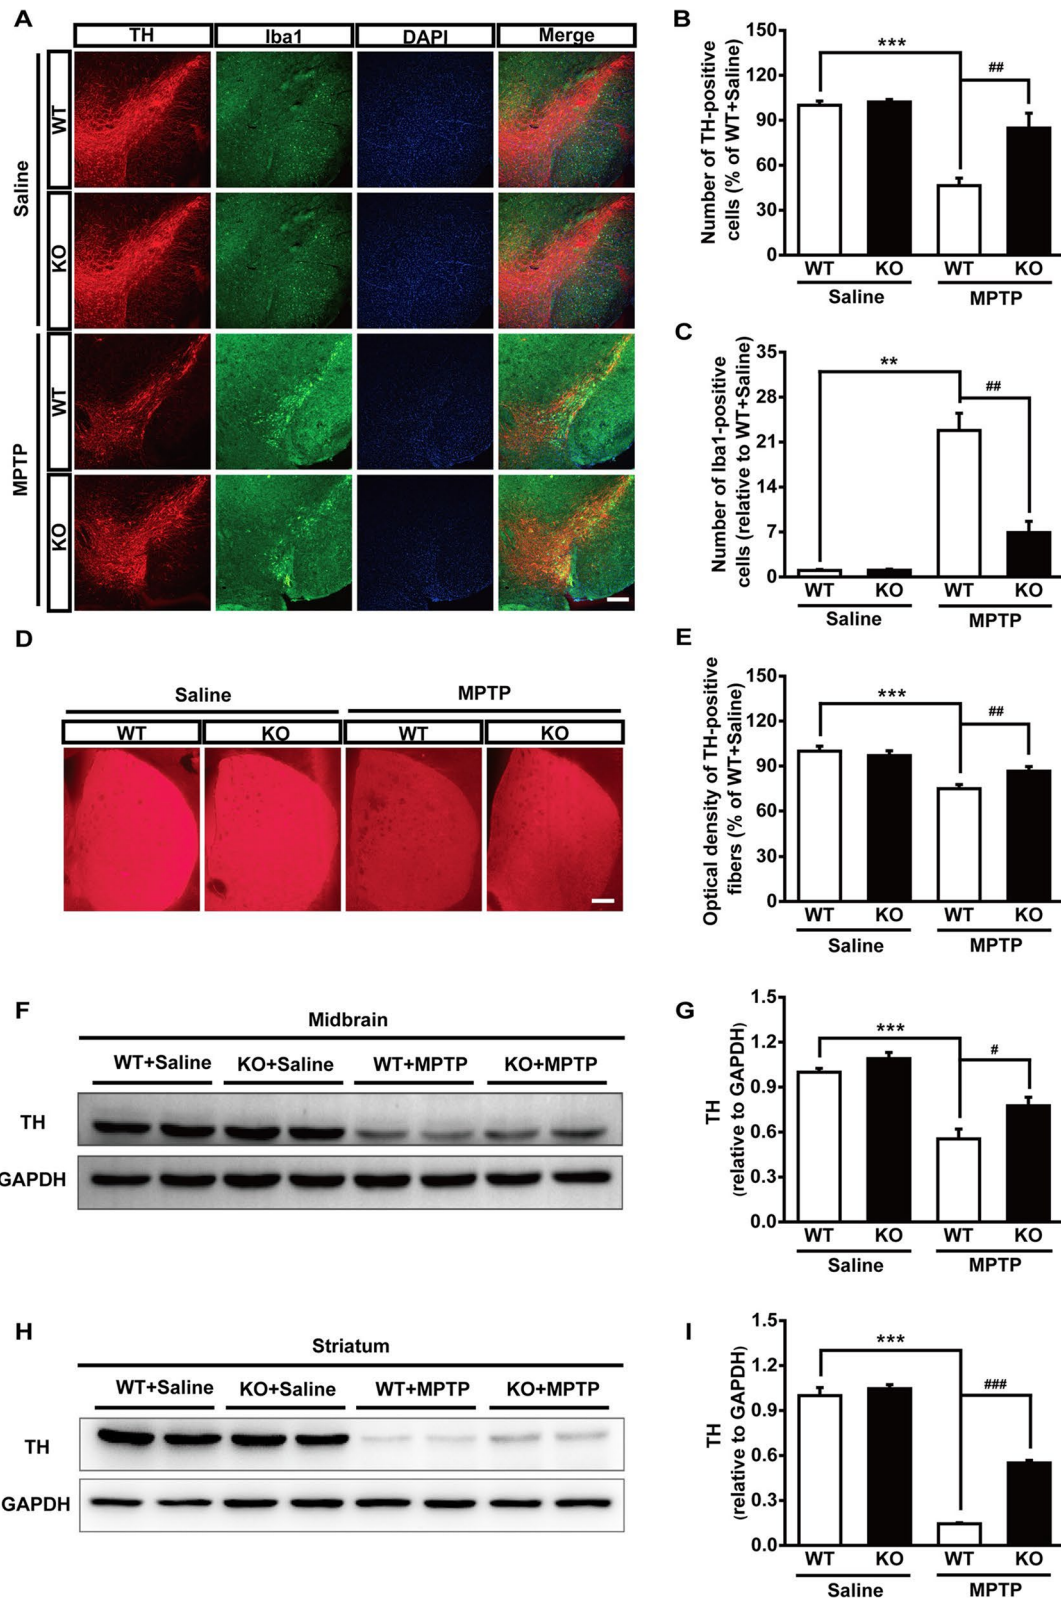 A
TH Iba1 DAPI Merge
Saline
WT
KO
MPTP
WT
KO
B
Number of TH-positive
cells (% of WT+Saline)
150
120
90
60
30
0
***
##
WT KO WT KO
Saline MPTP
C
Number of Iba1-positive
cells (relative to WT+Saline)
35
28
21
14
7
0
**
##
WT KO WT KO
Saline MPTP
D
Saline MPTP
WT KO WT KO
E
Optical density of TH-positive
fibers (% of WT+Saline)
150
120
90
60
30
0
***
##
WT KO WT KO
Saline MPTP
F
Midbrain
WT+Saline KO+Saline WT+MPTP KO+MPTP
TH
GAPDH
G
TH
(relative to GAPDH)
1.5
1.2
0.9
0.6
0.3
0.0
***
#
WT KO WT KO
Saline MPTP
H
Striatum
WT+Saline KO+Saline WT+MPTP KO+MPTP
TH
GAPDH
I
TH
(relative to GAPDH)
1.5
1.2
0.9
0.6
0.3
0.0
***
###
WT KO WT KO
Saline MPTP